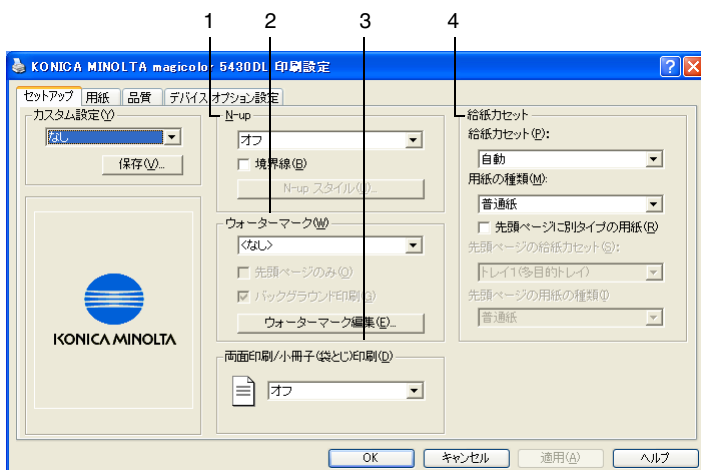 1 2 3 4
KONICA MINOLTA magicolor 5430DL 印刷設定
セットアップ 用紙 品質 デバイス オプション設定
カスタム設定(Y)
なし
保存(V)...
KONICA MINOLTA
N-up
オフ
境界線(B)
N-up スタイル(U)...
ウォーターマーク(W)
<なし>
先頭ページのみ(O)
バックグラウンド印刷(G)
ウォーターマーク編集(E)...
両面印刷/小冊子(袋とじ)印刷(D)
オフ
給紙カセット
給紙カセット(P):
自動
用紙の種類(M):
普通紙
先頭ページに別タイプの用紙(R)
先頭ページの給紙カセット(S):
トレイ1(多目的トレイ)
先頭ページの用紙の種類(I)
普通紙
OK キャンセル 適用(A) ヘルプ